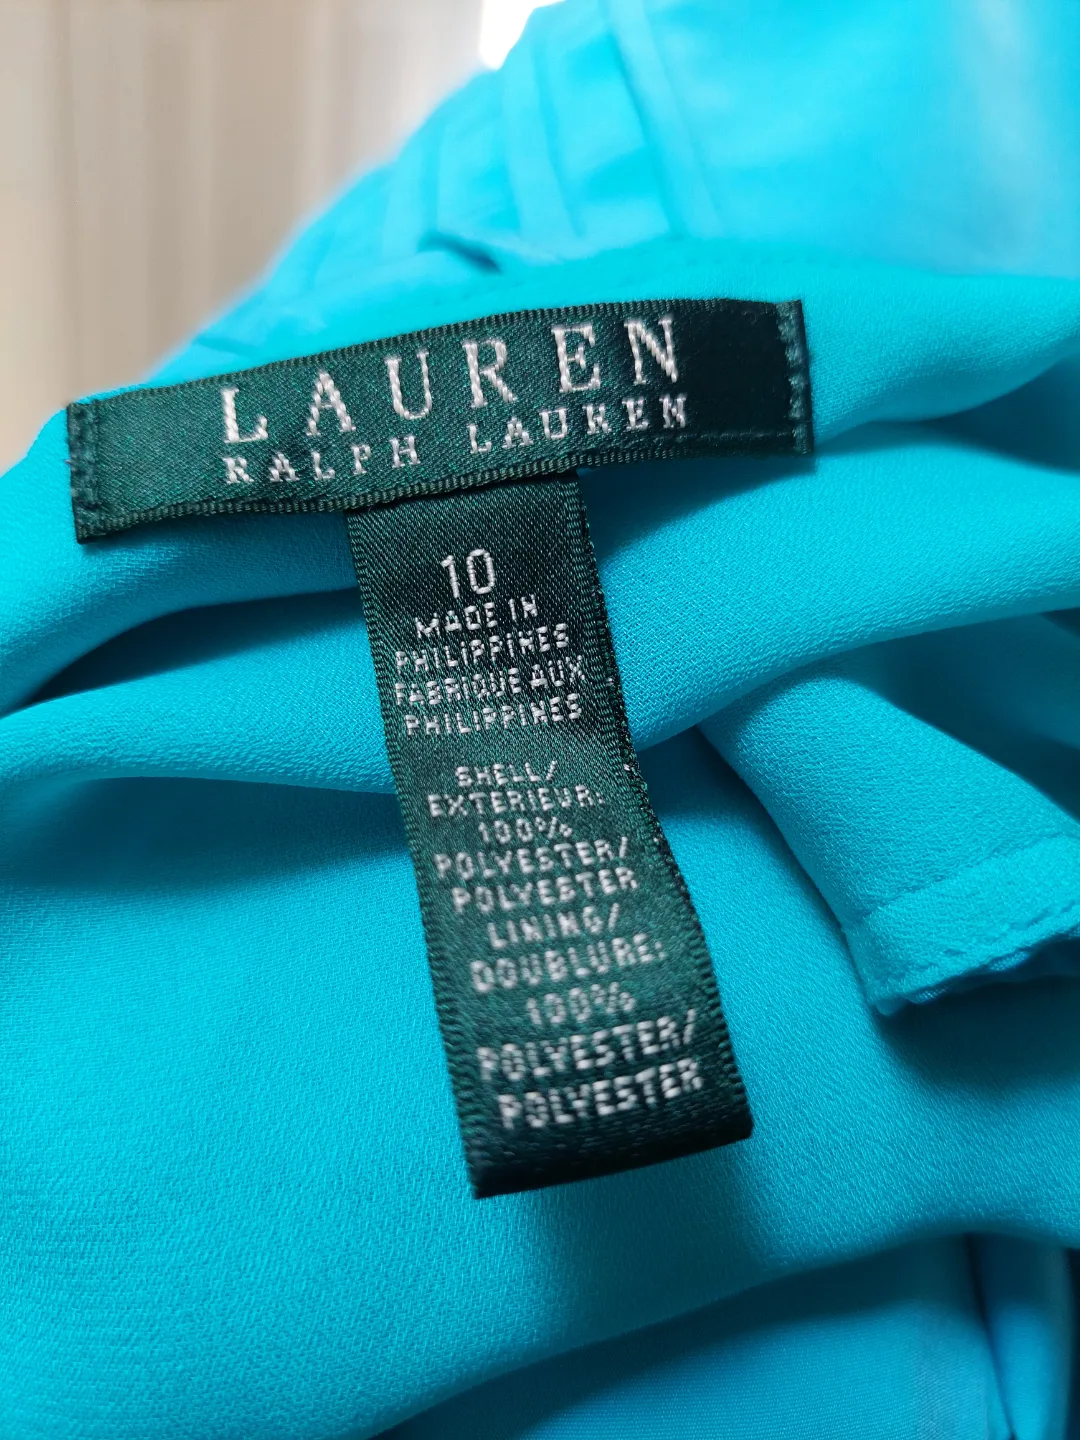 LAUREN
RALPH LAUREN
10
MADE IN
PHILIPPINES
FABRIQUE AUX
PHILIPPINES
SHELL/
EXTERIEUR:
100%
POLYESTER/
POLYESTER
LINING/
DOUBLURE:
100%
POLYESTER/
POLYESTER